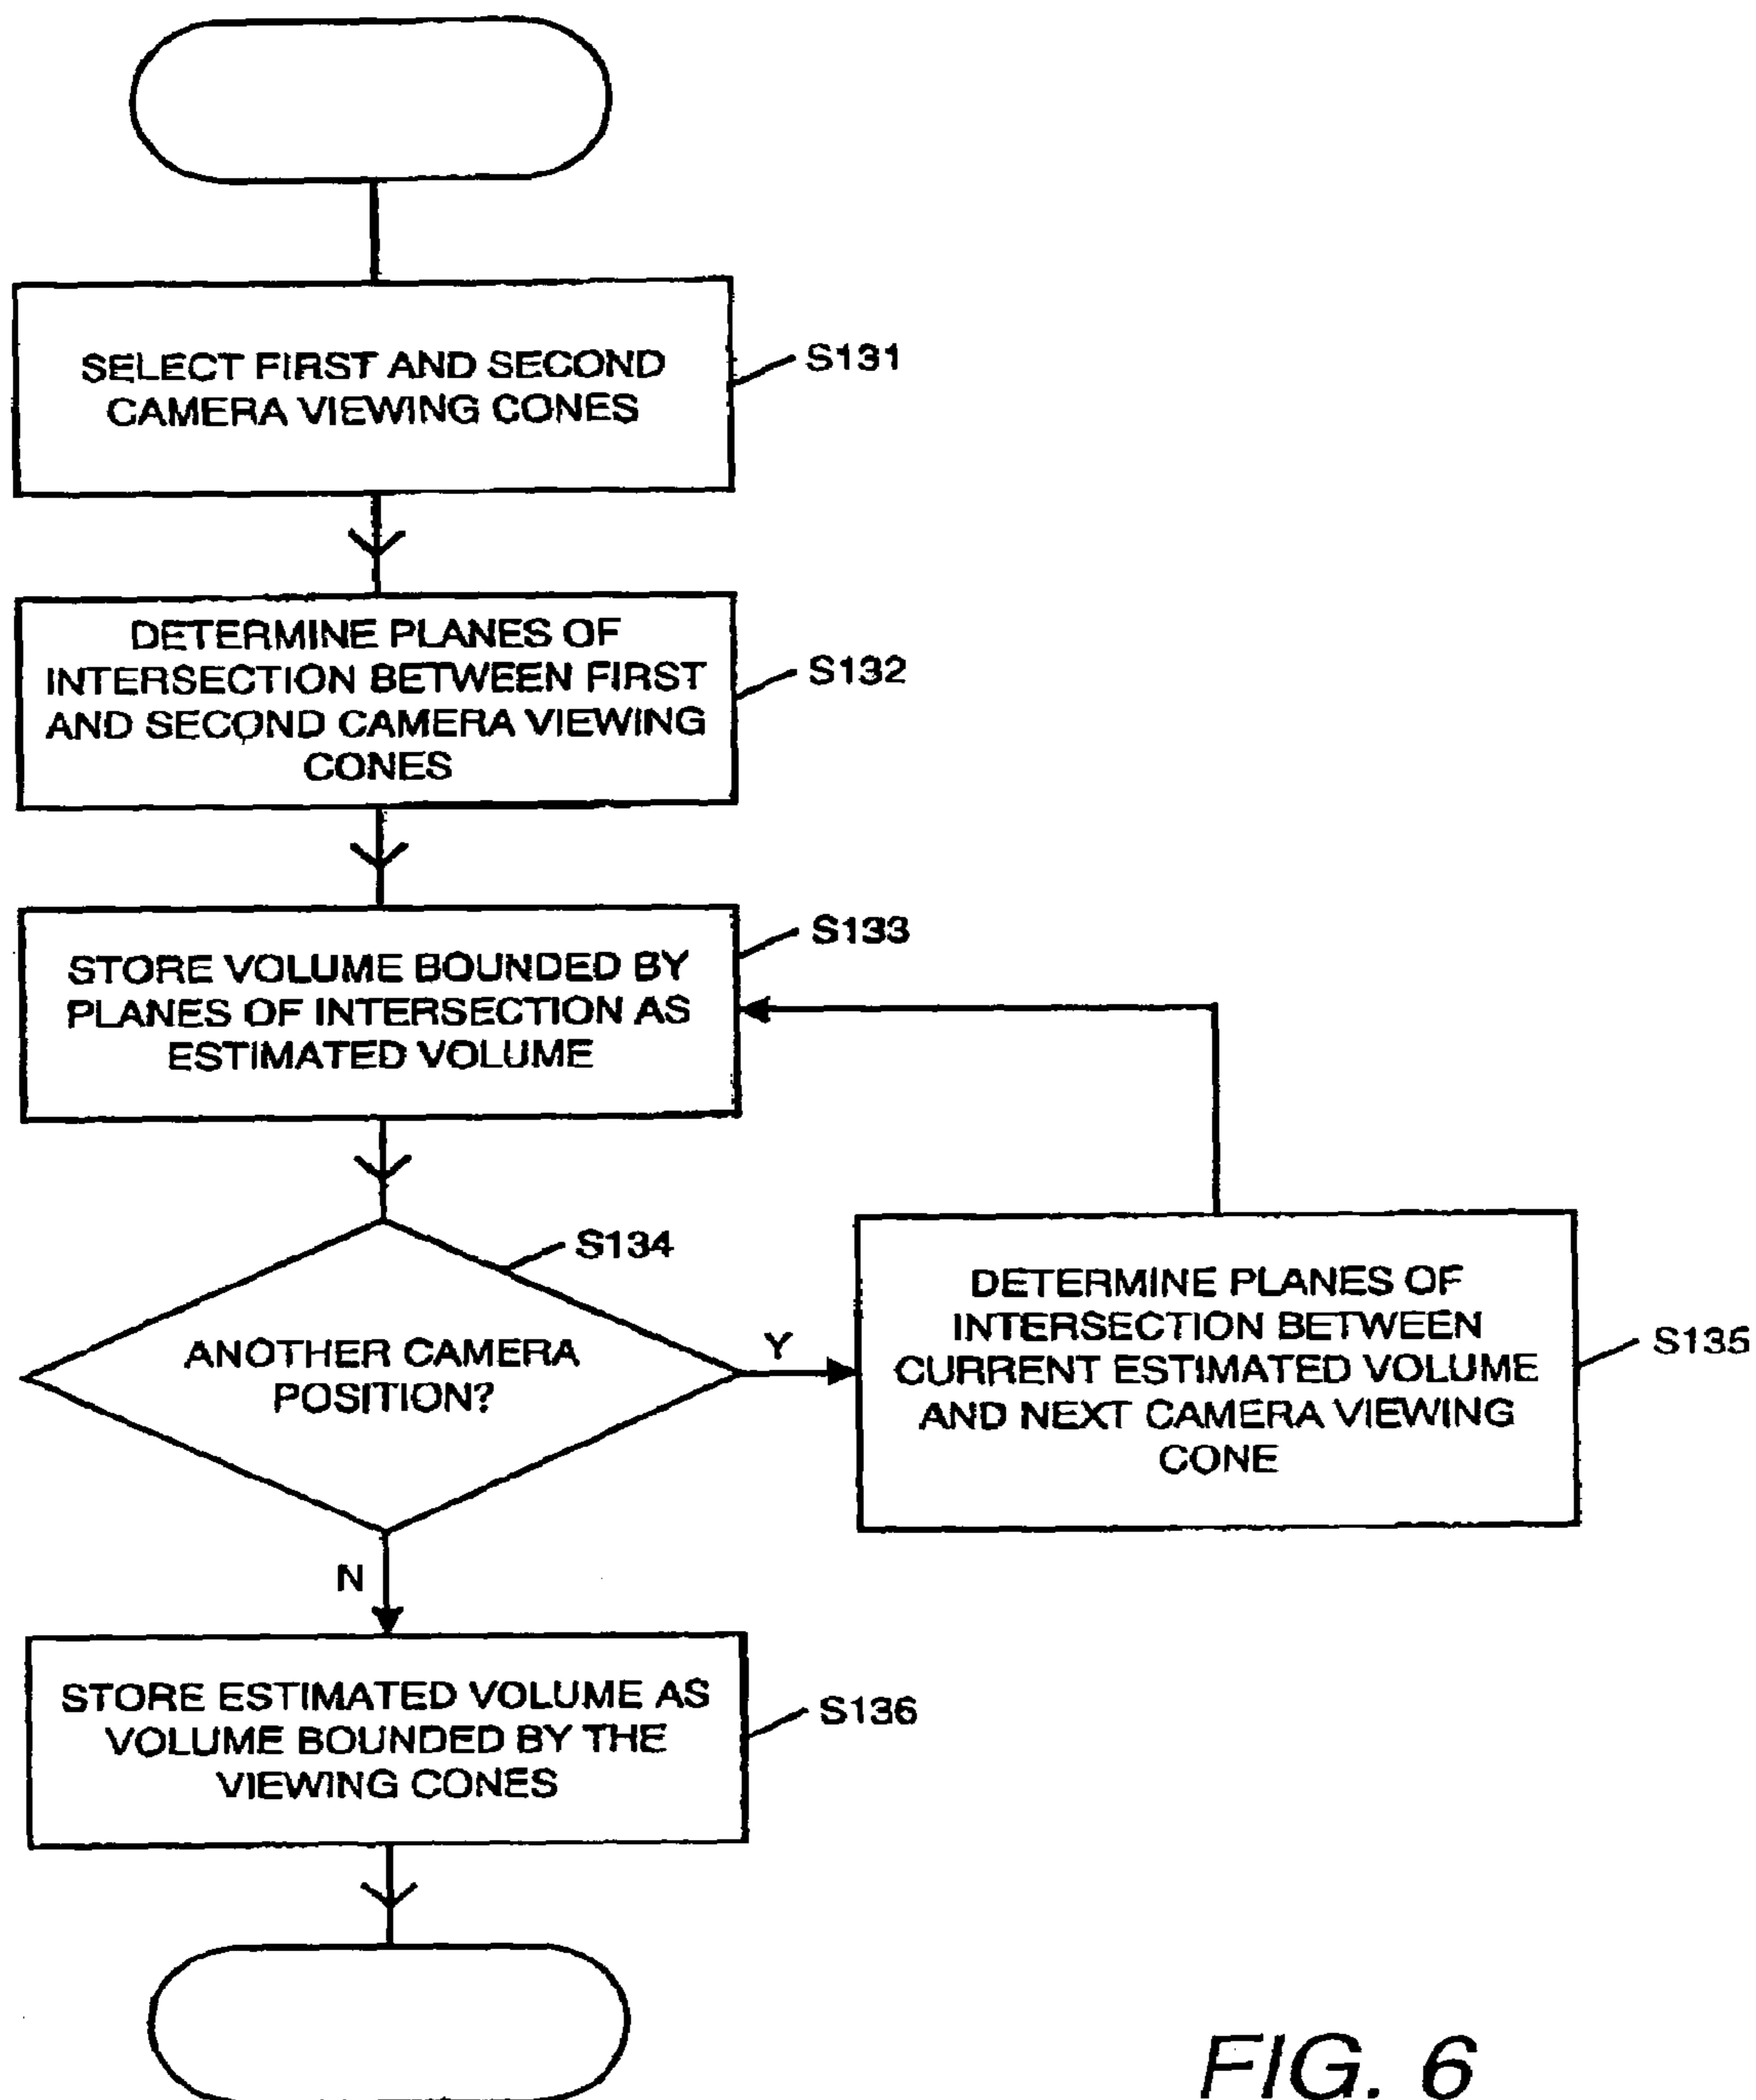 SELECT FIRST AND SECOND
CAMERA VIEWING CONES
S131
DETERMINE PLANES OF
INTERSECTION BETWEEN FIRST
AND SECOND CAMERA VIEWING
CONES
S132
STORE VOLUME BOUNDED BY
PLANES OF INTERSECTION AS
ESTIMATED VOLUME
S133
ANOTHER CAMERA
POSITION?
S134
Y
DETERMINE PLANES OF
INTERSECTION BETWEEN
CURRENT ESTIMATED VOLUME
AND NEXT CAMERA VIEWING
CONE
S135
N
STORE ESTIMATED VOLUME AS
VOLUME BOUNDED BY THE
VIEWING CONES
S136
FIG. 6